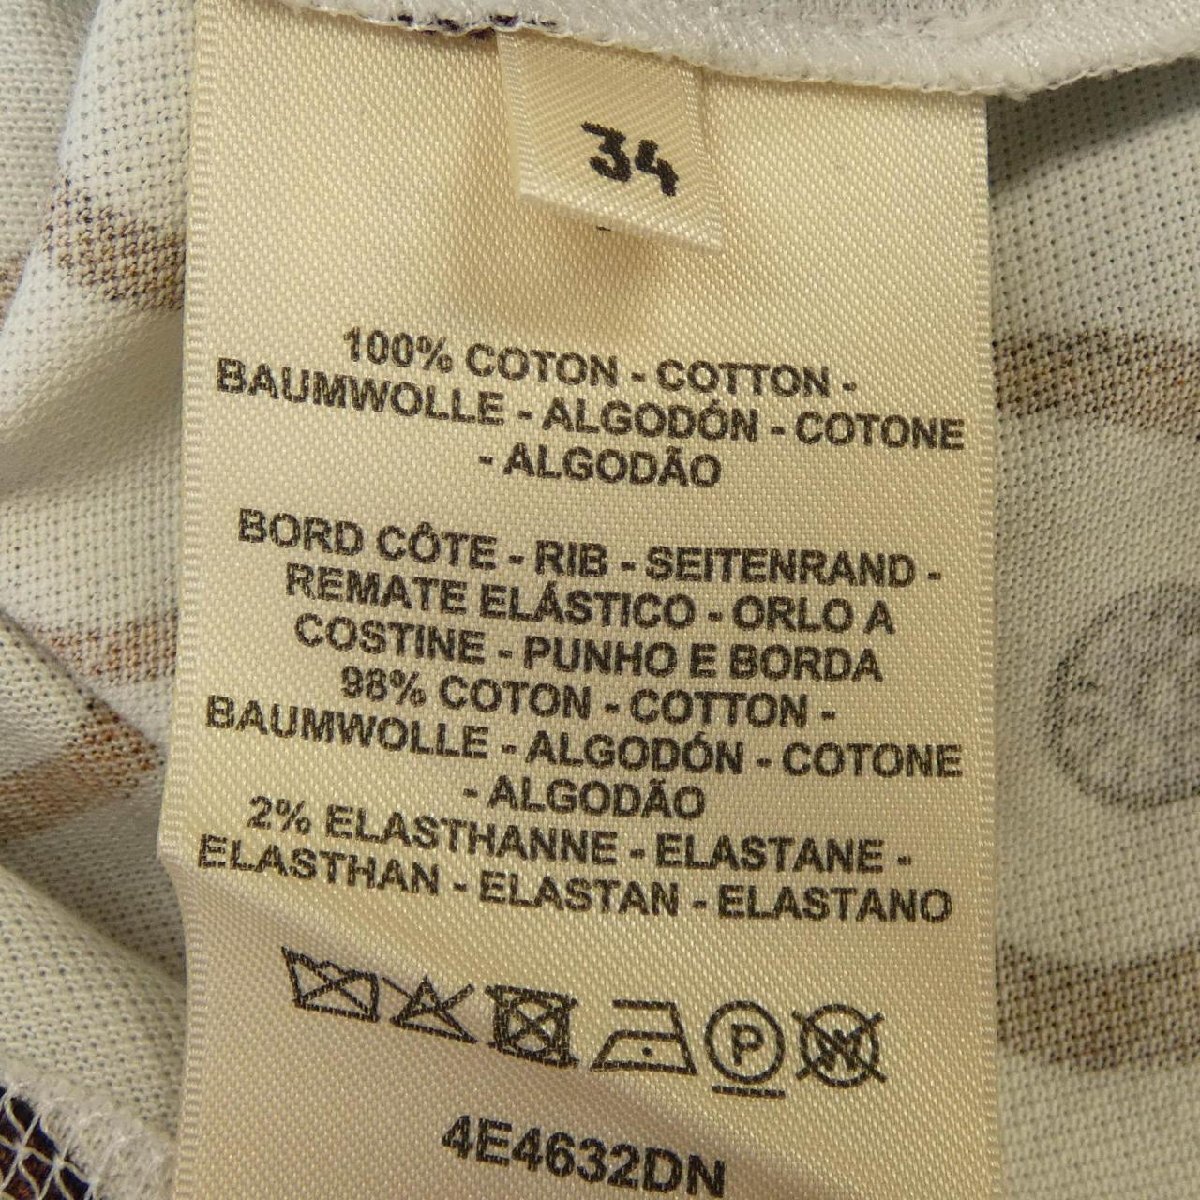 34
100% COTON - COTTON -
BAUMWOLLE - ALGODÓN - COTONE
- ALGODÃO
BORD CÔTE - RIB - SEITENRAND -
REMATE ELÁSTICO - ORLO A
COSTINE - PUNHO E BORDA
98% COTON - COTTON -
BAUMWOLLE - ALGODÓN - COTONE
- ALGODÃO
2% ELASTHANNE - ELASTANE -
ELASTHAN - ELASTAN - ELASTANO
P W
4E4632DN